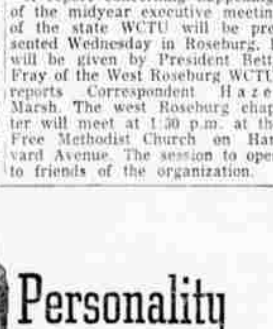 of the midyear executive meetin
of the state WCTU will be pre
sented Wednesday in Roseburg.
will be given by President Bett
Fray of the West Roseburg WCTU
reports Correspondent Haze
Marsh. The west Roseburg chap
ter will meet at 1:30 p.m. at th
Free Methodist Church on Har
vard Avenue. The session to ope
to friends of the organization.
Personality